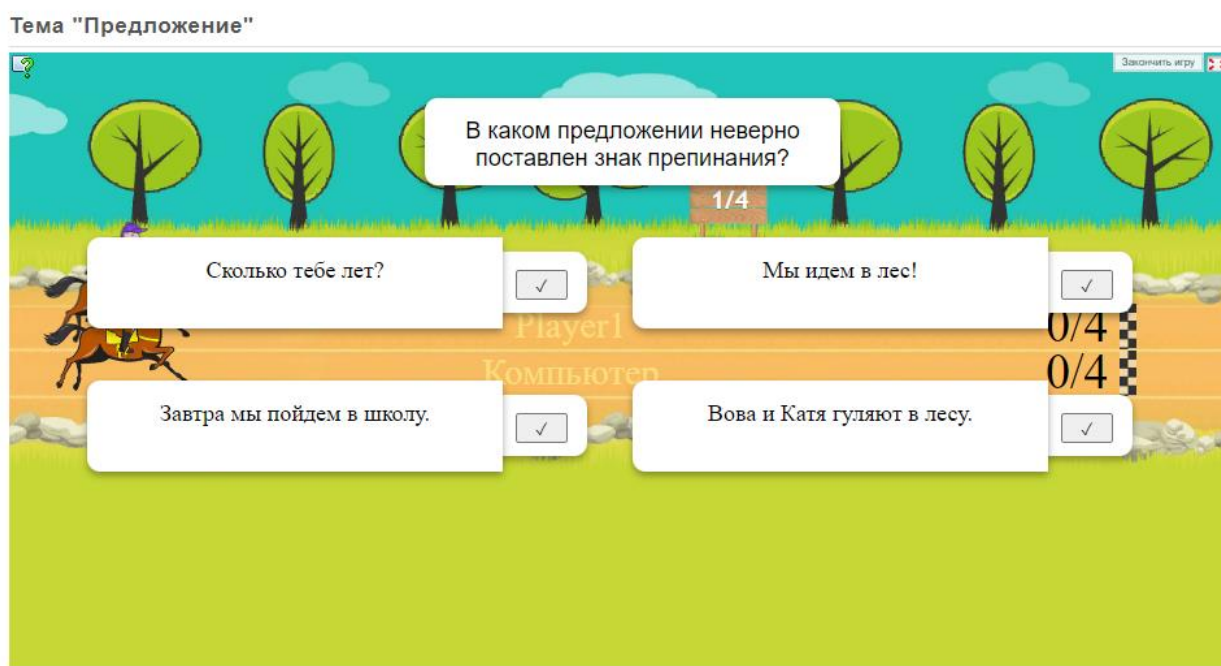 Тема "Предложение"
Закончить игру
В каком предложении неверно
поставлен знак препинания?
1/4
Сколько тебе лет?
Мы идем в лес!
Player1
0/4
Компьютер
0/4
Завтра мы пойдем в школу.
Вова и Катя гуляют в лесу.